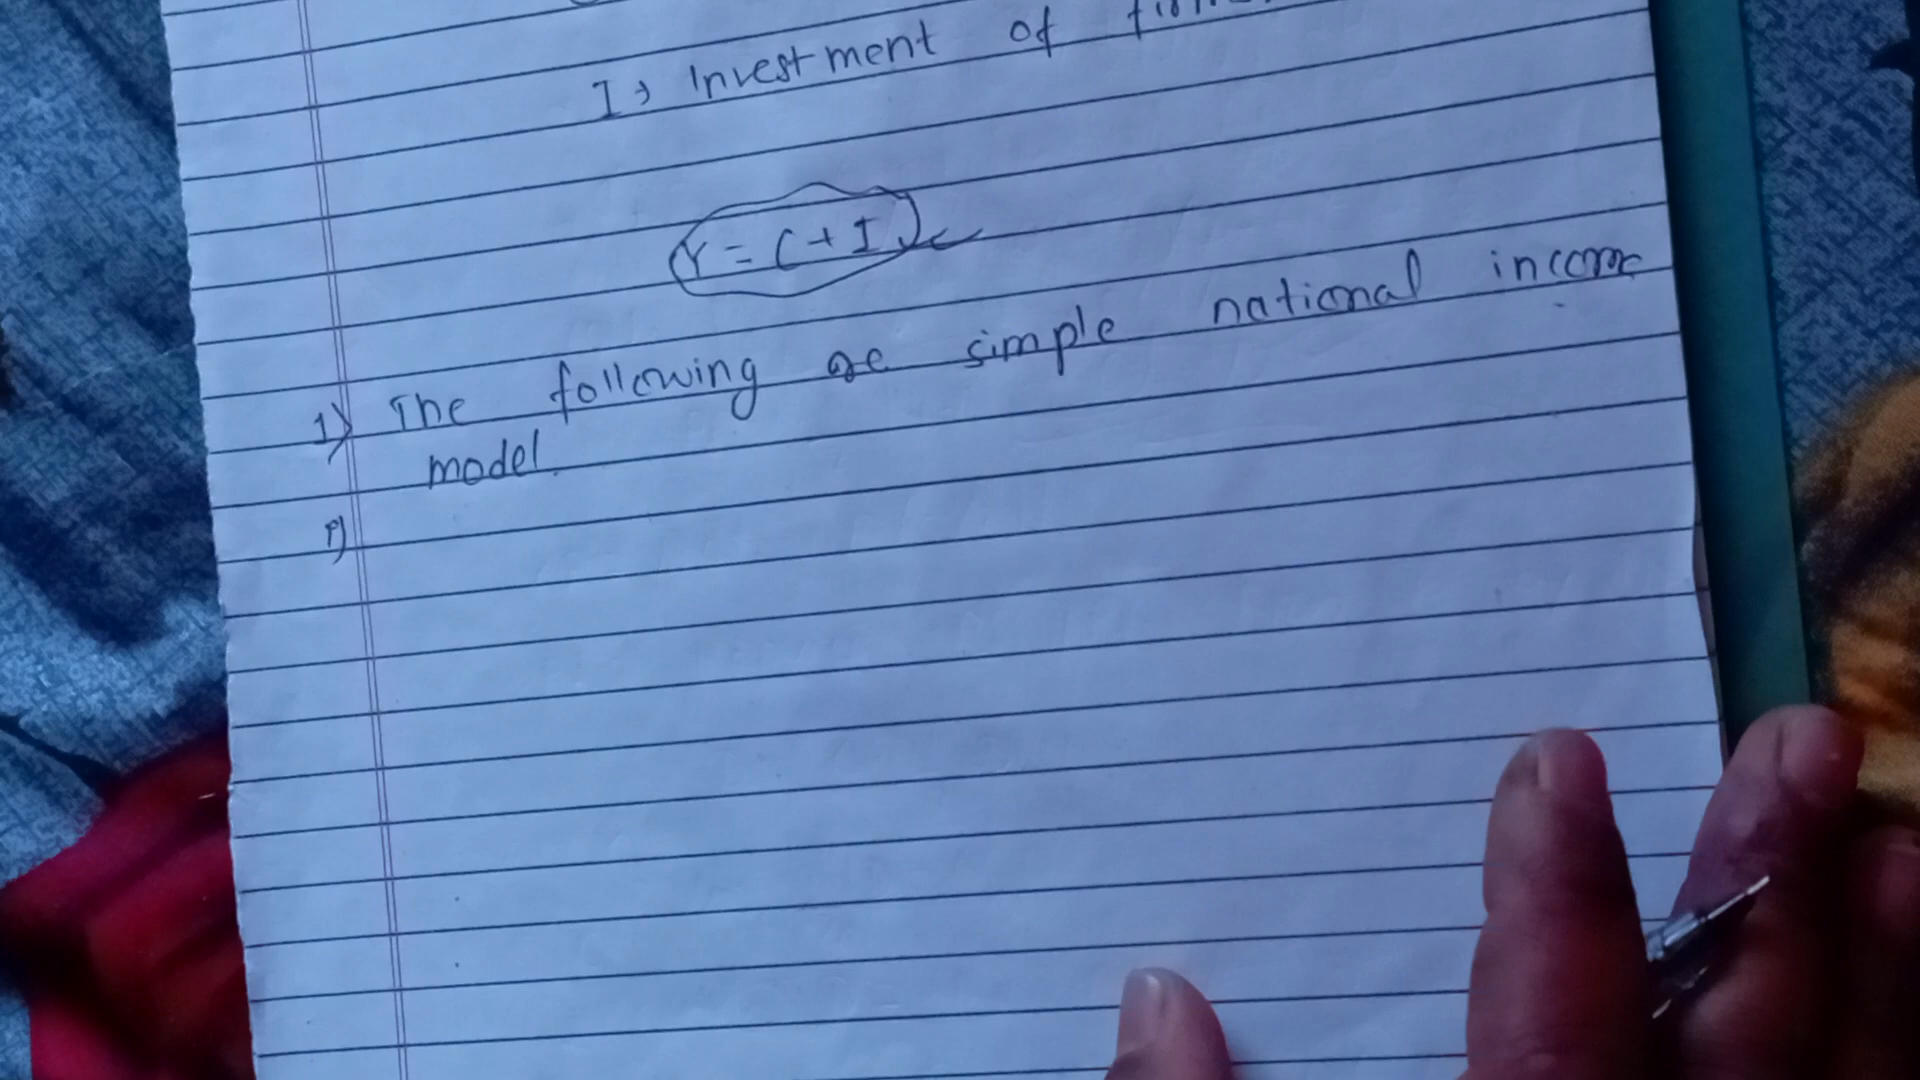 I → Investment of
Y = C + I
1) The following are simple national income
model.